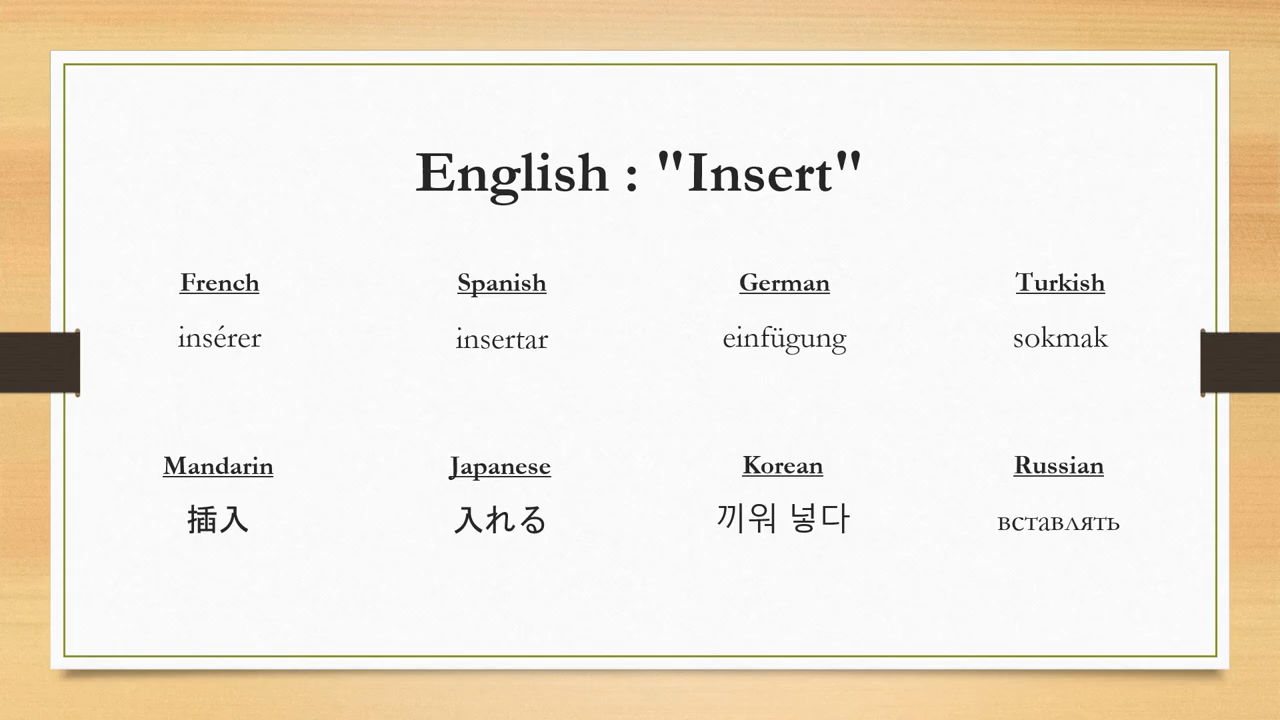 English : "Insert"
French
insérer
Spanish
insertar
German
einfügung
Turkish
sokmak
Mandarin
插入
Japanese
入れる
Korean
끼워 넣다
Russian
вставлять